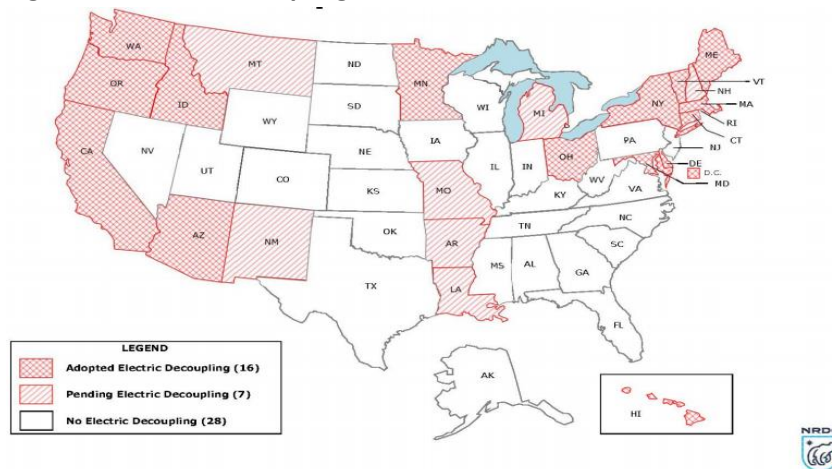 WA
MT
ND
ME
OR
MN
VT
ID
SD
WI
NH
WY
MI
NY
MA
RI
IA
PA
CT
NV
NE
NJ
CA
UT
IL
IN
OH
DE
D.C.
CO
WV
MD
KS
MO
VA
KY
NC
TN
AZ
OK
NM
AR
SC
MS
AL
GA
TX
LA
FL
LEGEND
Adopted Electric Decoupling (16)
Pending Electric Decoupling (7)
No Electric Decoupling (28)
AK
HI